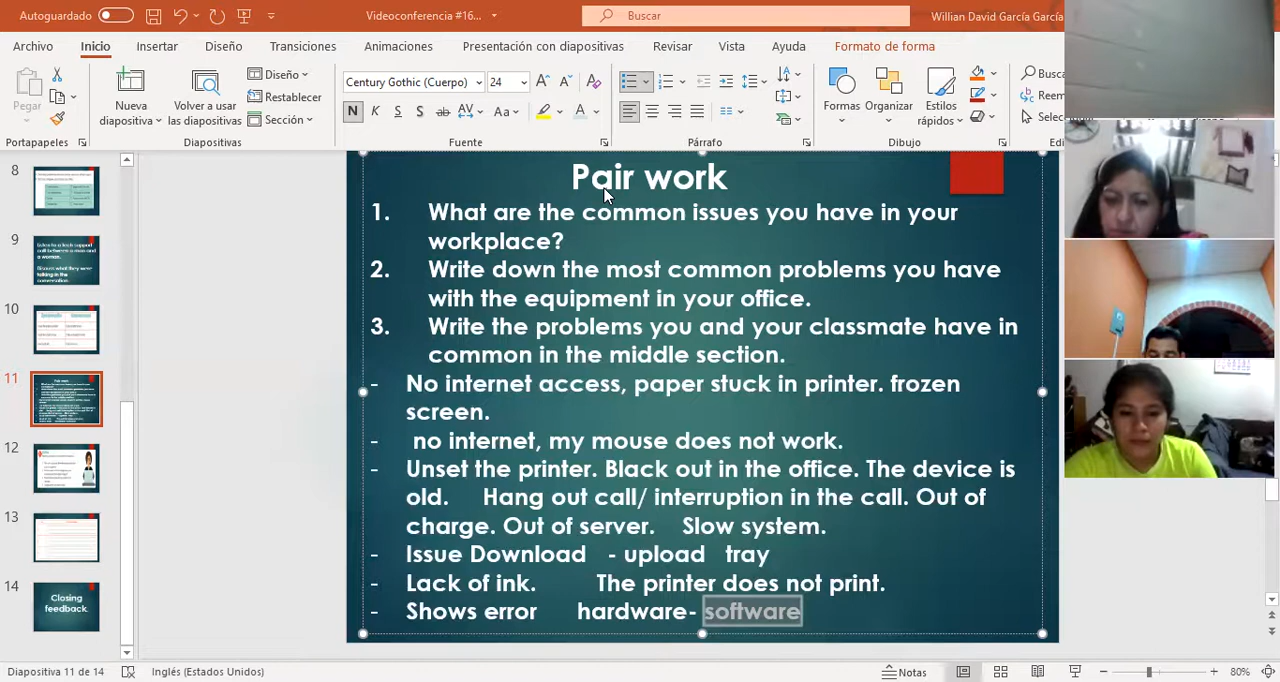 Autoguardado
Videoconferencia #16...
Buscar
Willian David García García
Archivo Inicio Insertar Diseño Transiciones Animaciones Presentación con diapositivas Revisar Vista Ayuda Formato de forma
Pegar
Nueva diapositiva
Volver a usar las diapositivas
Diseño
Restablecer
Sección
Century Gothic (Cuerpo) 24
N K S S ab AV Aa A
Formas Organizar Estilos rápidos
Portapapeles Diapositivas Fuente Párrafo Dibujo
8
9
10
11
12
13
14
Closing
feedback.
Pair work
1. What are the common issues you have in your
workplace?
2. Write down the most common problems you have
with the equipment in your office.
3. Write the problems you and your classmate have in
common in the middle section.
- No internet access, paper stusk in printer. frozen
screen.
- no internet, my mouse does not work.
- Unset the printer. Black out in the office. The device is
old. Hang out call/ interruption in the call. Out of
charge. Out of server. Slow system.
- Issue Download - upload tray
- Lack of ink. The printer does not print.
- Shows error hardware- software
Diapositiva 11 de 14
Inglés (Estados Unidos)
Notas
80%